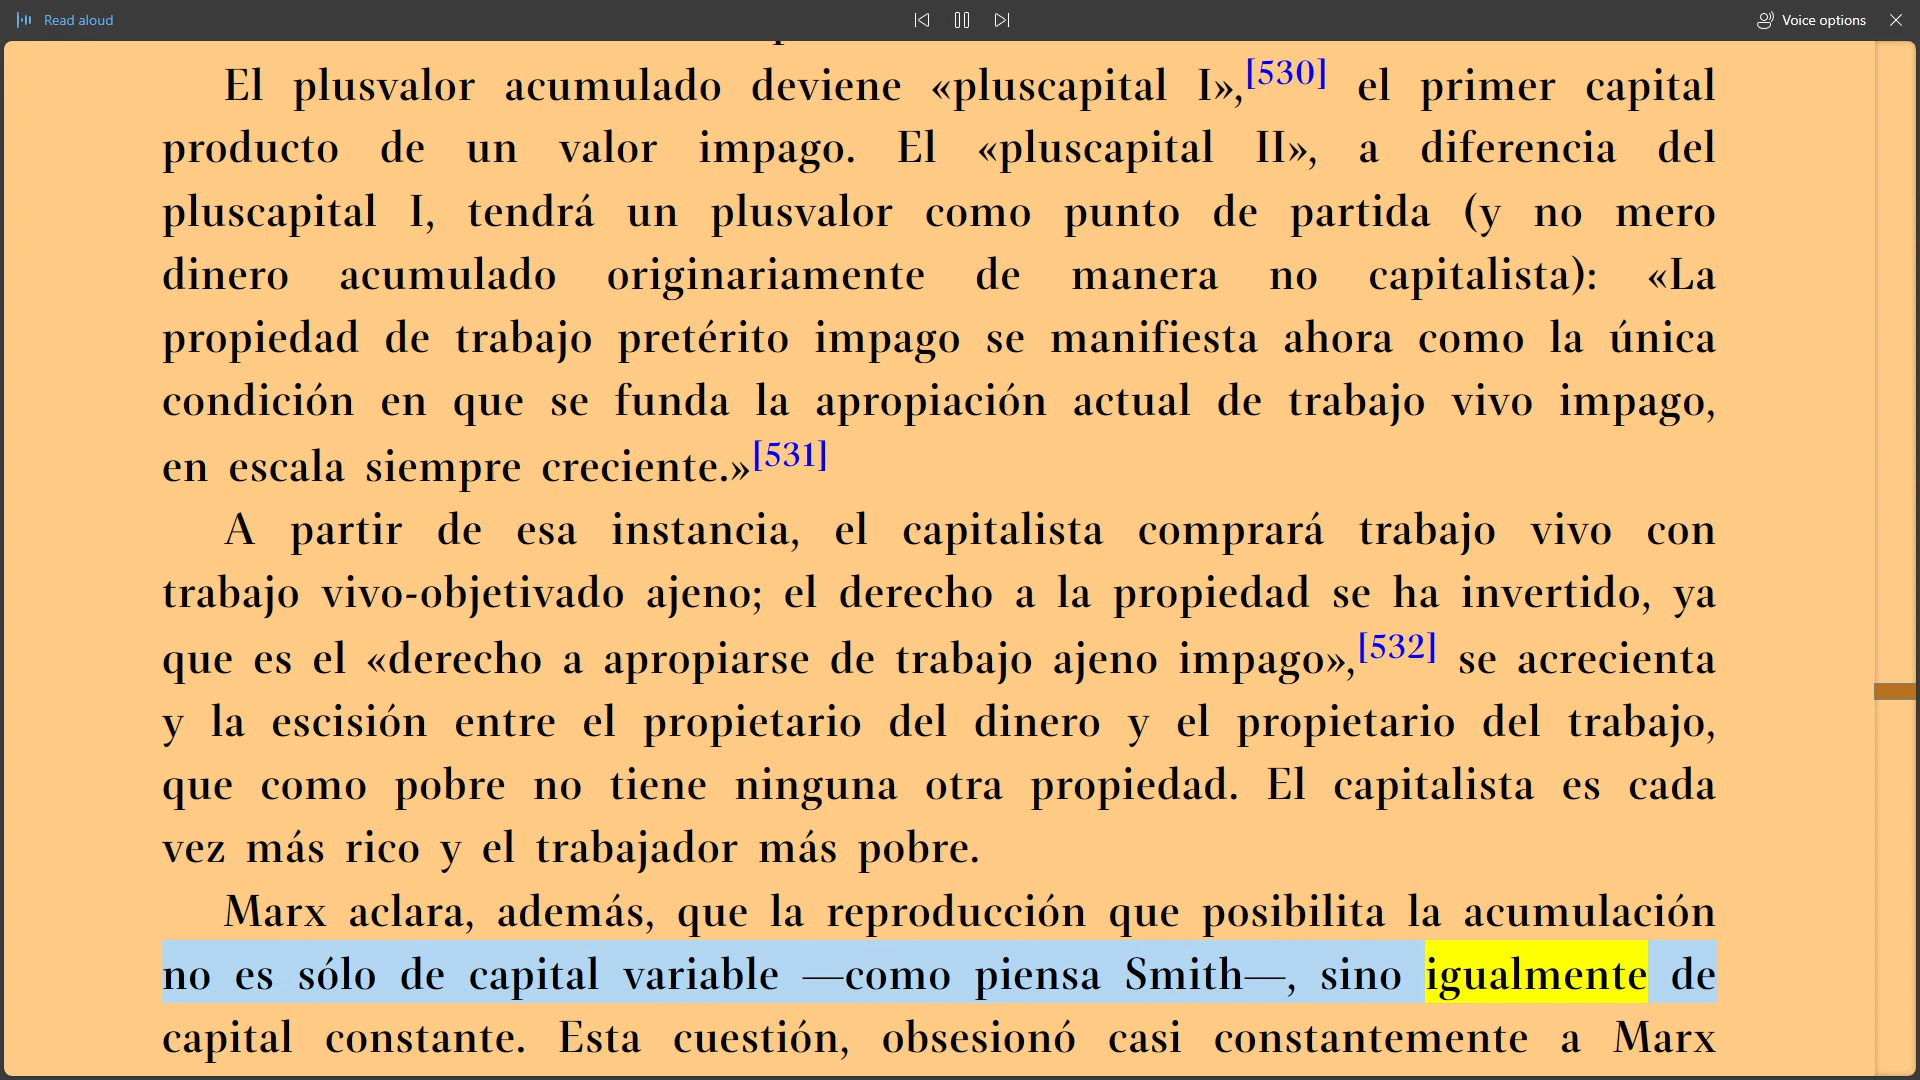 Read aloud
Voice options
El plusvalor acumulado deviene «pluscapital I»,[530] el primer capital
producto de un valor impago. El «pluscapital II», a diferencia del
pluscapital I, tendrá un plusvalor como punto de partida (y no mero
dinero acumulado originariamente de manera no capitalista): «La
propiedad de trabajo pretérito impago se manifiesta ahora como la única
condición en que se funda la apropiación actual de trabajo vivo impago,
en escala siempre creciente.»[531]
A partir de esa instancia, el capitalista comprará trabajo vivo con
trabajo vivo-objetivado ajeno; el derecho a la propiedad se ha invertido, ya
que es el «derecho a apropiarse de trabajo ajeno impago»,[532] se acrecienta
y la escisión entre el propietario del dinero y el propietario del trabajo,
que como pobre no tiene ninguna otra propiedad. El capitalista es cada
vez más rico y el trabajador más pobre.
Marx aclara, además, que la reproducción que posibilita la acumulación
no es sólo de capital variable —como piensa Smith—, sino igualmente de
capital constante. Esta cuestión, obsesionó casi constantemente a Marx